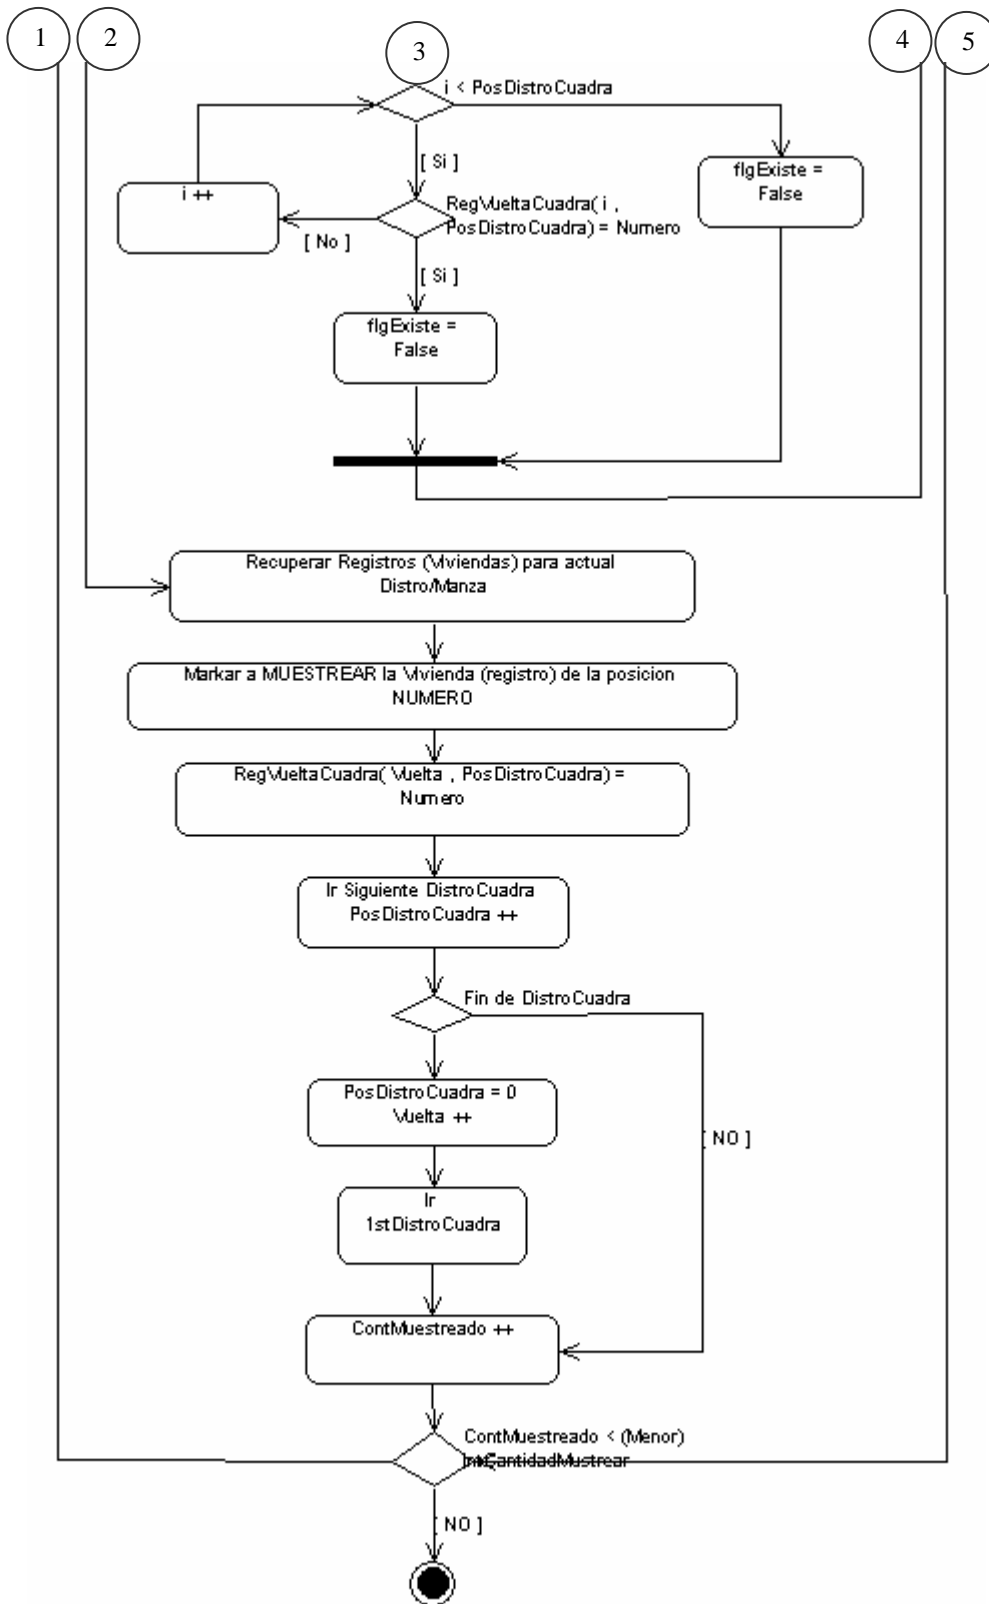 1
2
3
4
5
i < PosDistroCuadra
[ Si ]
flgExiste =
False
i ++
RegVueltaCuadra( i ,
PosDistroCuadra) = Numero
[ No ]
[ Si ]
flgExiste =
False
Recuperar Registros (Viviendas) para actual
Distro/Manza
Markar a MUESTREAR la Vivienda (registro) de la posicion
NUMERO
RegVueltaCuadra( Vuelta , PosDistroCuadra) =
Numero
Ir Siguiente DistroCuadra
PosDistroCuadra ++
Fin de DistroCuadra
PosDistroCuadra = 0
Vuelta ++
[ NO ]
Ir
1stDistroCuadra
ContMuestreado ++
ContMuestreado < (Menor)
IntCantidadMustrear
[ NO ]